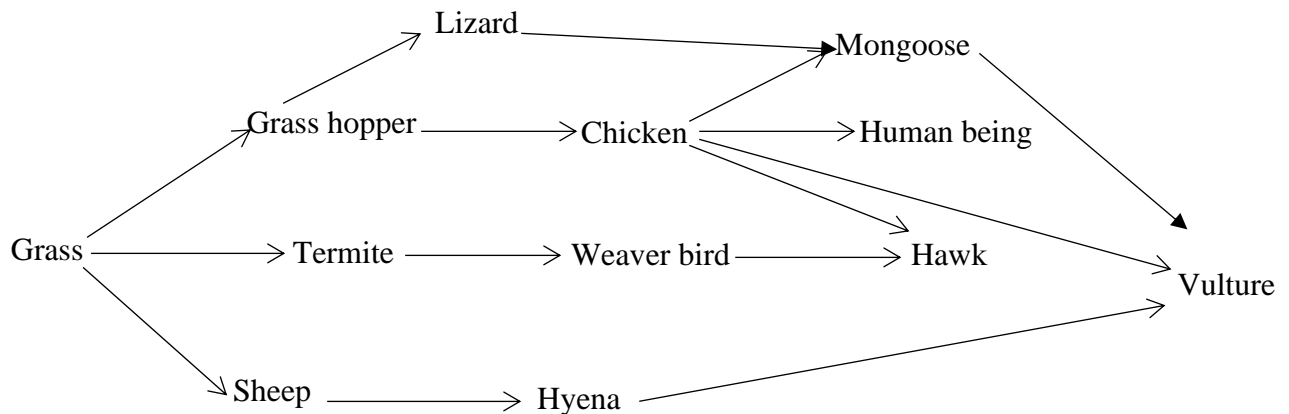 Lizard
Mongoose
Grass hopper
Chicken
Human being
Grass
Termite
Weaver bird
Hawk
Vulture
Sheep
Hyena